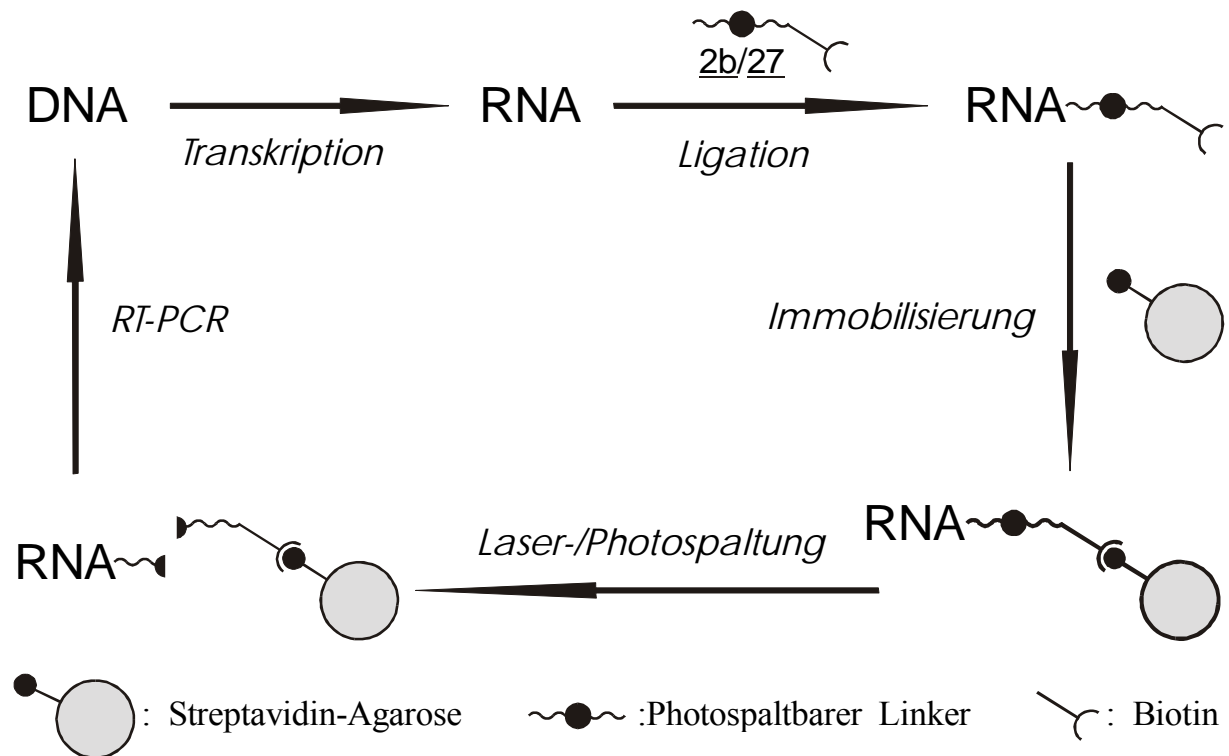 2b/27
DNA
RNA
RNA
Transkription
Ligation
RT-PCR
Immobilisierung
RNA
RNA
Laser-/Photospaltung
: Streptavidin-Agarose
:Photospaltbarer Linker
: Biotin